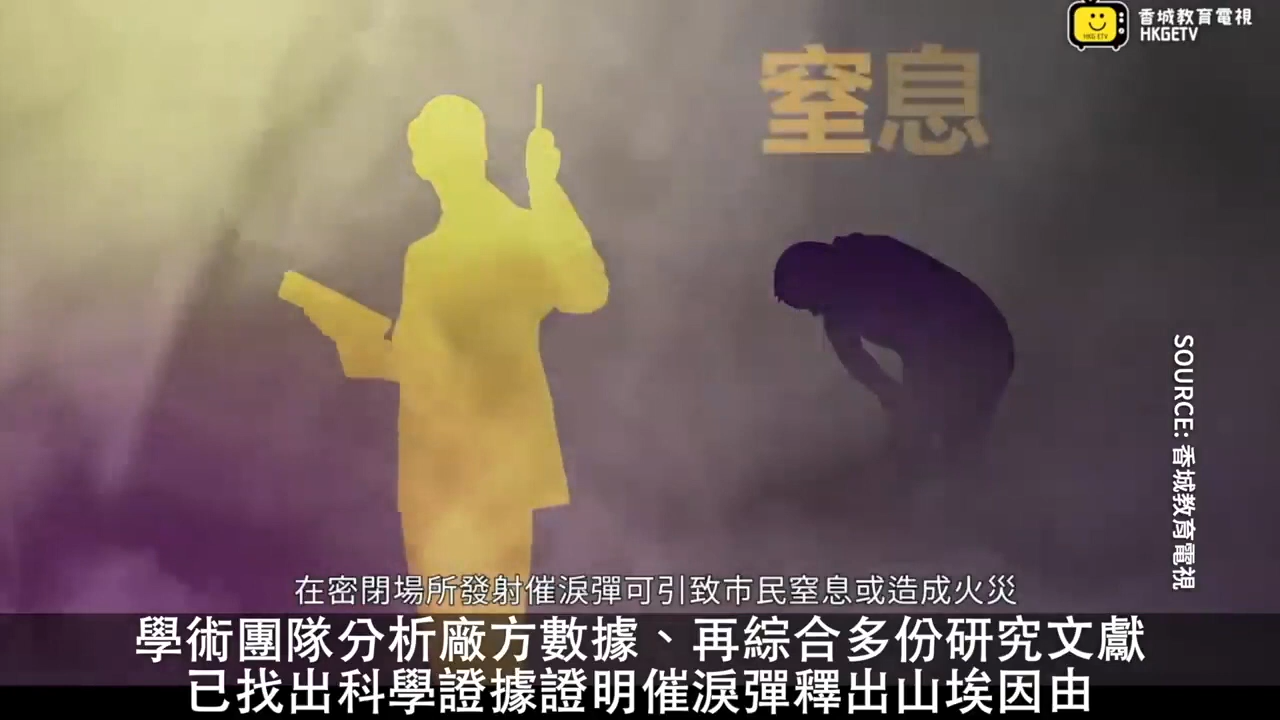 香城教育電視
HKGETV
HKG ETV
窒息
SOURCE: 香城教育電視
在密閉場所發射催淚彈可引致市民窒息或造成火災
學術團隊分析廠方數據、再綜合多份研究文獻
已找出科學證據證明催淚彈釋出山埃因由